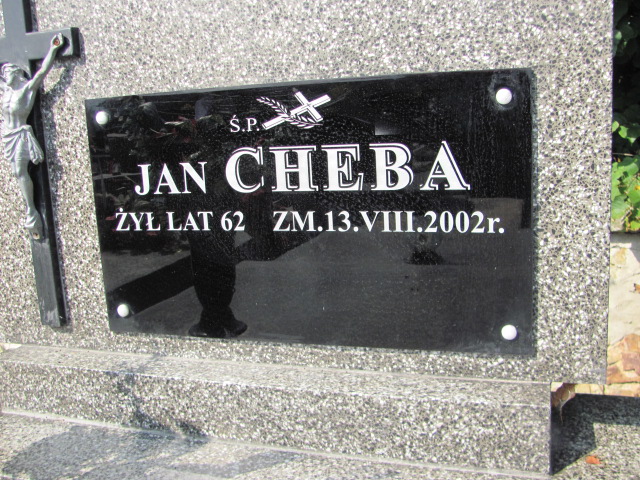 Ś.P.
JAN CHEBA
ŻYŁ LAT 62 ZM.13.VIII.2002r.